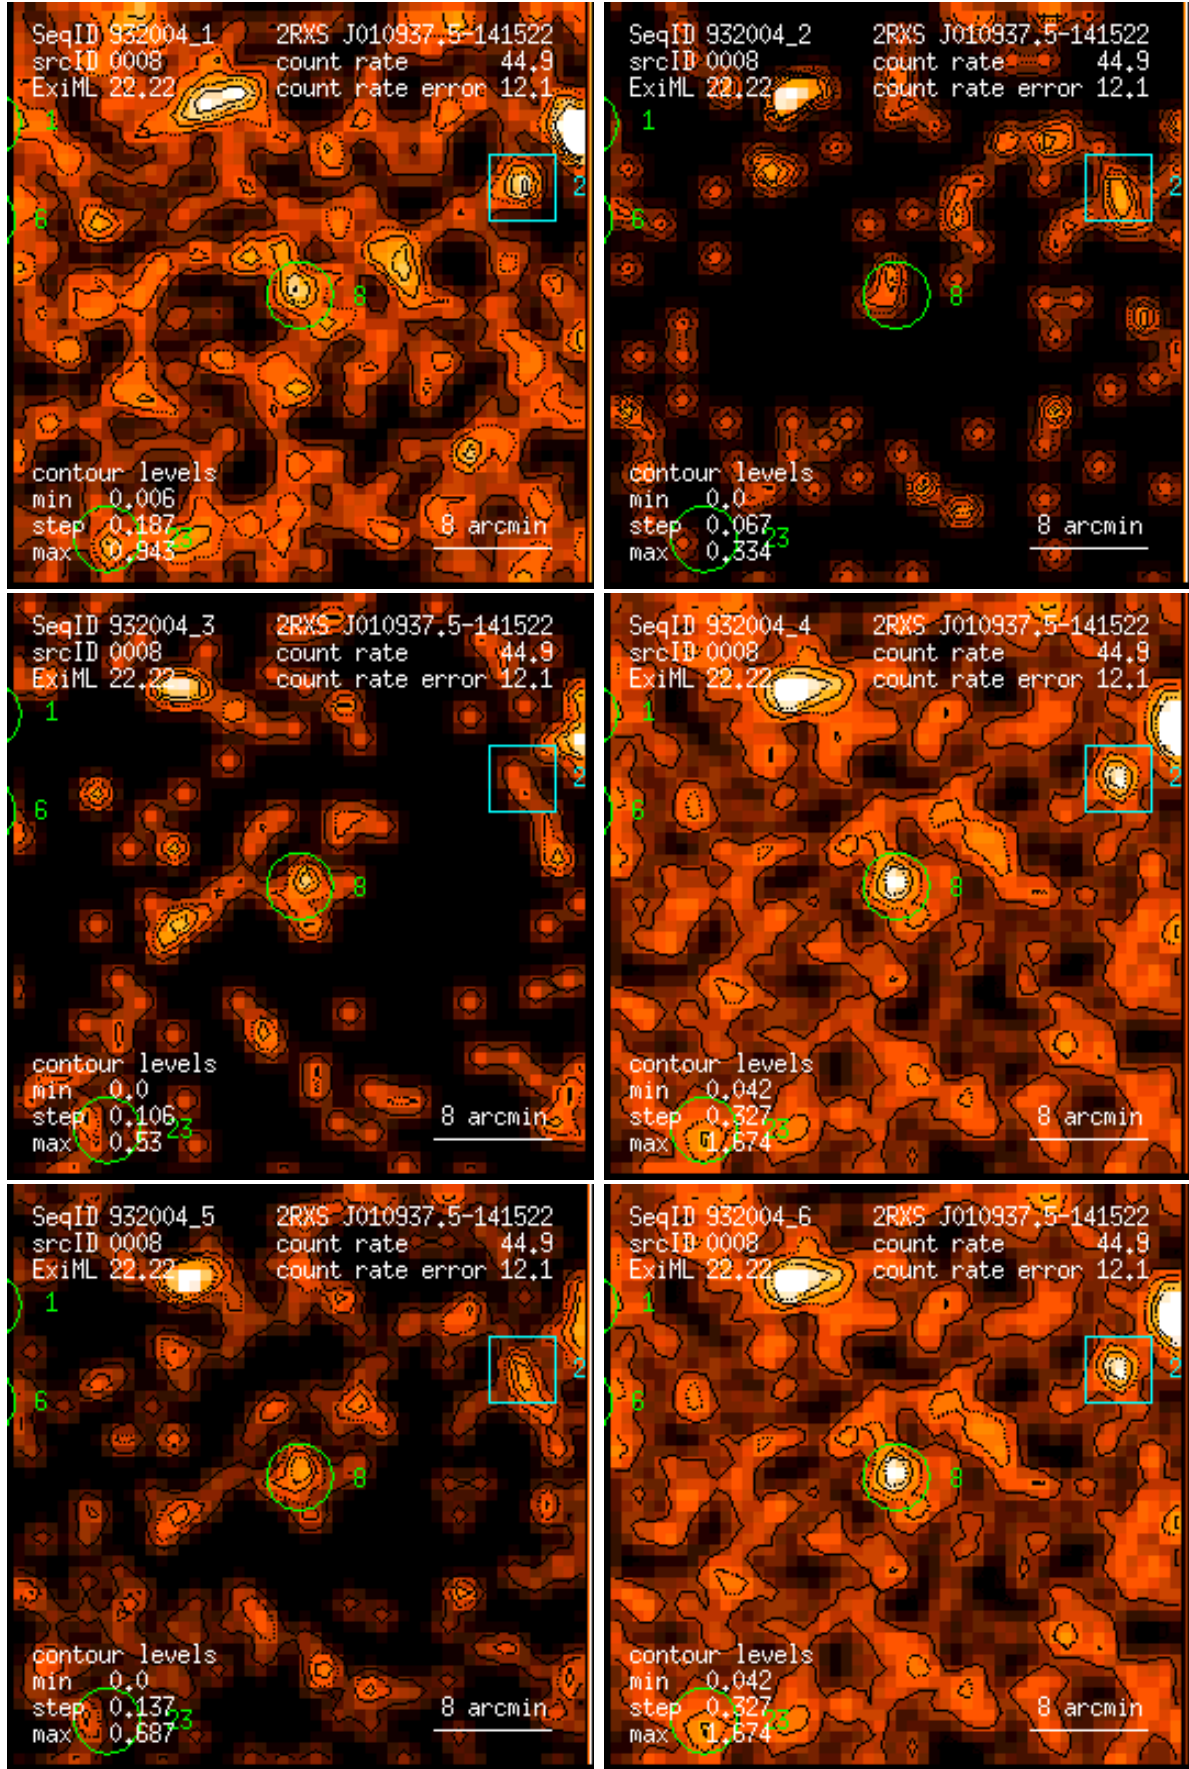 SeqID 932004_1 2RXS J010937.5-141522
srcID 0008 count rate 44.9
ExiML 22.22 count rate error 12.1
1
2
6
8
contour levels
min 0.006
step 0.187 23 8 arcmin
max 0.943
SeqID 932004_2 2RXS J010937.5-141522
srcID 0008 count rate 44.9
ExiML 22.22 count rate error 12.1
1
2
6
8
contour levels
min 0.0
step 0.067 23 8 arcmin
max 0.334
SeqID 932004_3 2RXS J010937.5-141522
srcID 0008 count rate 44.9
ExiML 22.22 count rate error 12.1
1
2
6
8
contour levels
min 0.0
step 0.106 23 8 arcmin
max 0.53
SeqID 932004_4 2RXS J010937.5-141522
srcID 0008 count rate 44.9
ExiML 22.22 count rate error 12.1
1
2
6
8
contour levels
min 0.042
step 0.327 23 8 arcmin
max 1.674
SeqID 932004_5 2RXS J010937.5-141522
srcID 0008 count rate 44.9
ExiML 22.22 count rate error 12.1
1
2
6
8
contour levels
min 0.0
step 0.137 23 8 arcmin
max 0.687
SeqID 932004_6 2RXS J010937.5-141522
srcID 0008 count rate 44.9
ExiML 22.22 count rate error 12.1
1
2
6
8
contour levels
min 0.042
step 0.327 23 8 arcmin
max 1.674